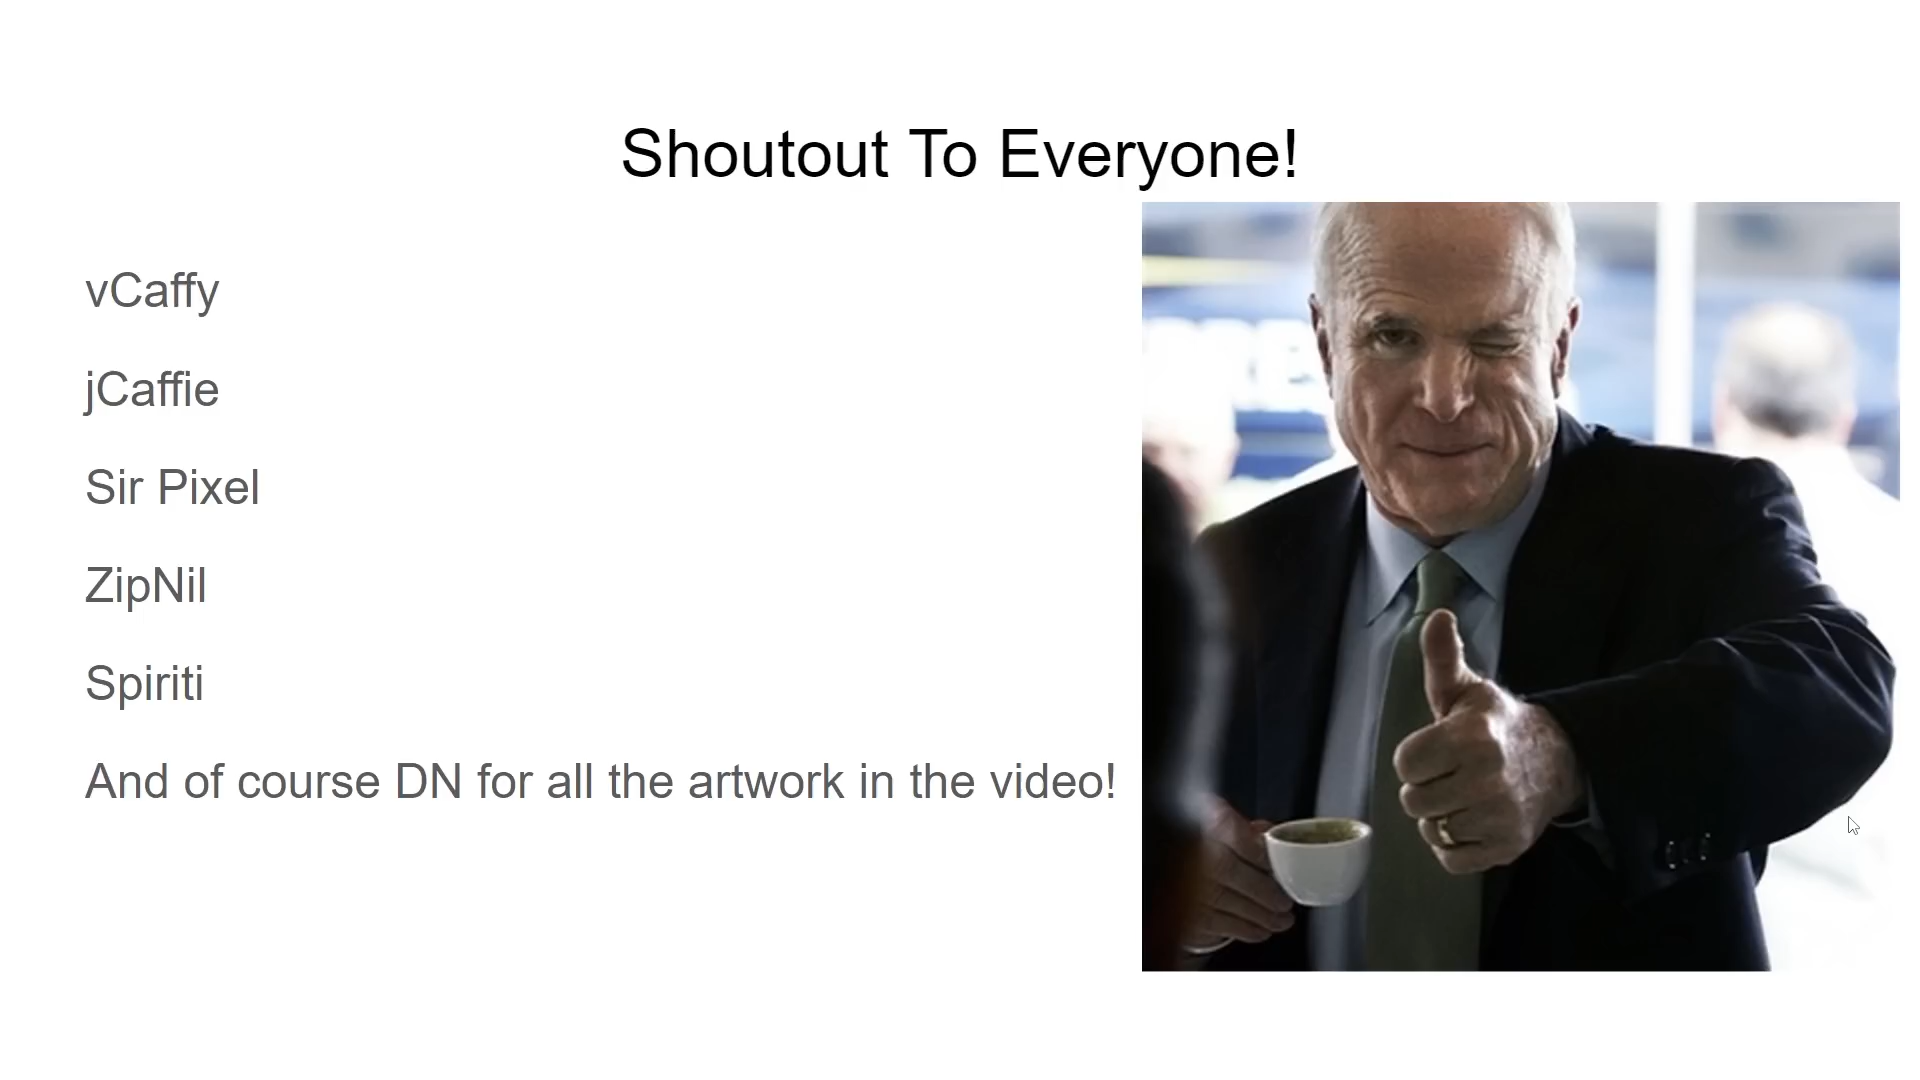 Shoutout To Everyone!
vCaffy
jCaffie
Sir Pixel
ZipNil
Spiriti
And of course DN for all the artwork in the video!